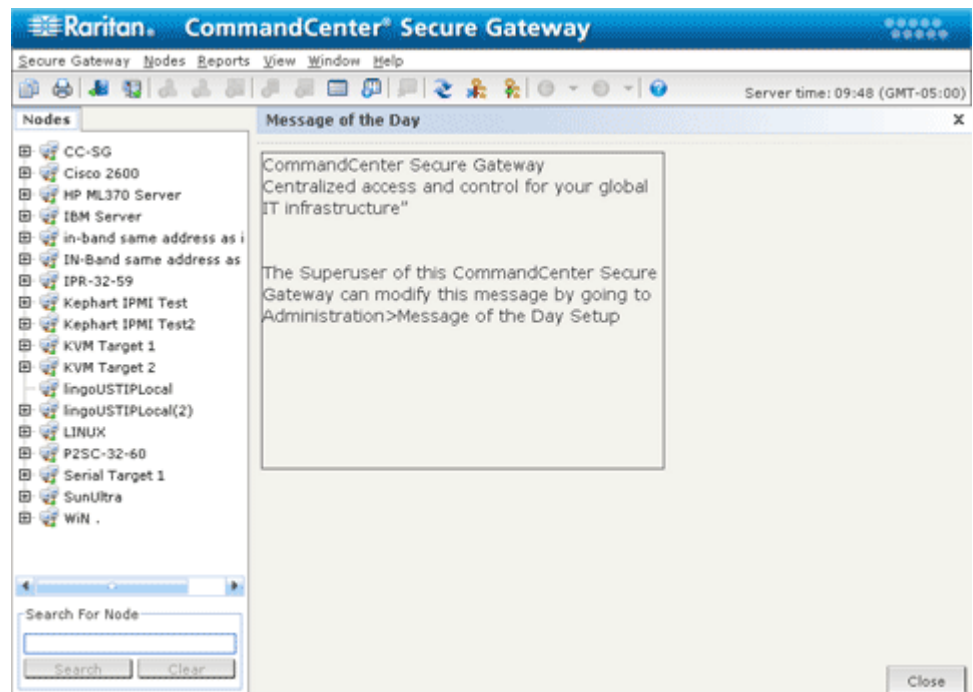 Raritan. CommandCenter® Secure Gateway
Secure Gateway Nodes Reports View Window Help
Server time: 09:48 (GMT-05:00)
Nodes
CC-SG
Cisco 2600
HP ML370 Server
IBM Server
in-band same address as i
IN-Band same address as
IPR-32-59
Kephart IPMI Test
Kephart IPMI Test2
KVM Target 1
KVM Target 2
lingoUSTIPLocal
lingoUSTIPLocal(2)
LINUX
P2SC-32-60
Serial Target 1
SunUltra
WiN .
Search For Node
Search Clear
Message of the Day x
CommandCenter Secure Gateway
Centralized access and control for your global
IT infrastructure"
The Superuser of this CommandCenter Secure
Gateway can modify this message by going to
Administration>Message of the Day Setup
Close